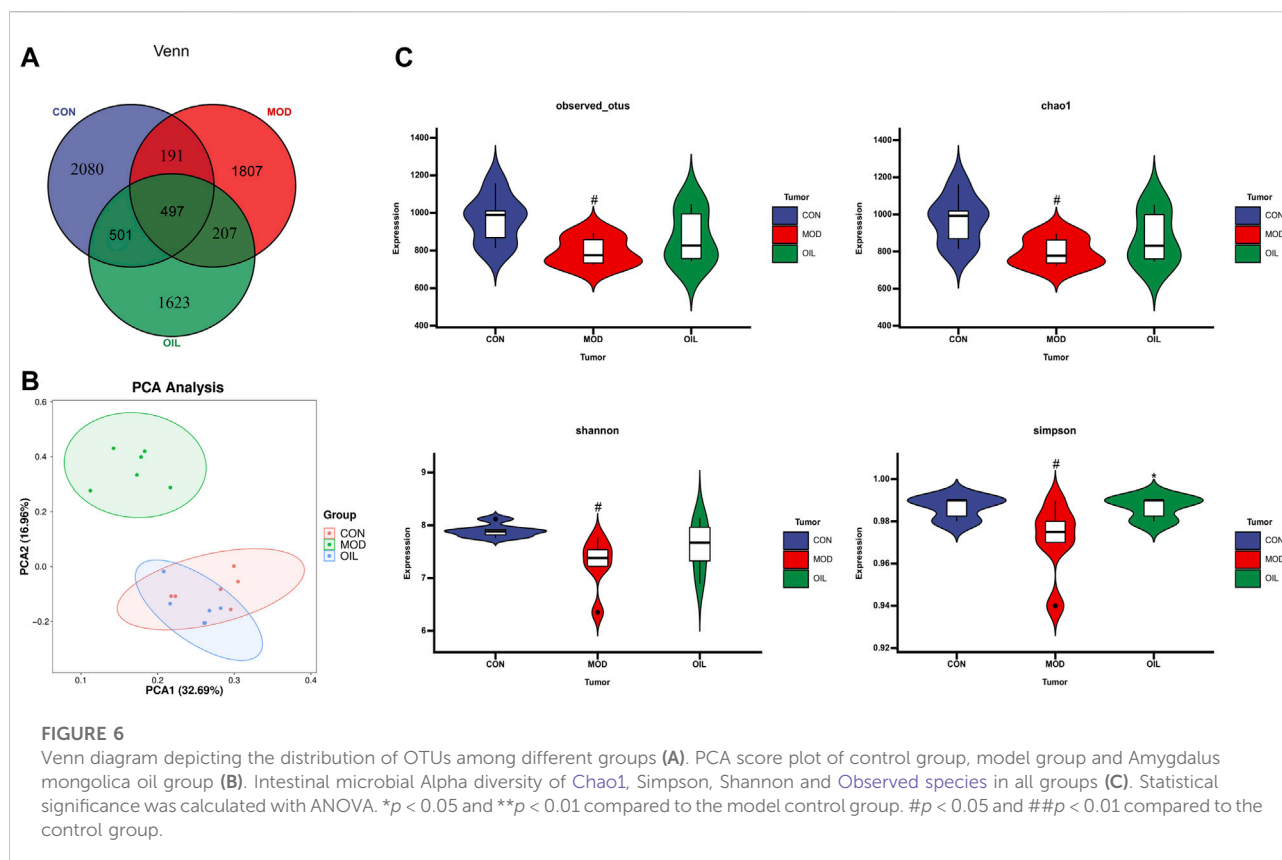 A
Venn
CON
MOD
2080
191
1807
497
501
207
1623
OIL
B
PCA Analysis
0.6
0.4
0.2
0.0
−0.2
PCA2 (16.96%)
0.1
0.2
0.3
0.4
PCA1 (32.69%)
Group
CON
MOD
OIL
C
observed_otus
1400
1200
1000
800
600
400
Expresssion
#
CON
MOD
OIL
Tumor
Tumor
CON
MOD
OIL
chao1
1400
1200
1000
800
600
400
Expresssion
#
CON
MOD
OIL
Tumor
Tumor
CON
MOD
OIL
shannon
9
8
7
6
Expresssion
#
CON
MOD
OIL
Tumor
Tumor
CON
MOD
OIL
simpson
1.00
0.98
0.96
0.94
0.92
Expresssion
#
*
CON
MOD
OIL
Tumor
Tumor
CON
MOD
OIL
FIGURE 6
Venn diagram depicting the distribution of OTUs among different groups (A). PCA score plot of control group, model group and Amygdalus
mongolica oil group (B). Intestinal microbial Alpha diversity of Chao1, Simpson, Shannon and Observed species in all groups (C). Statistical
significance was calculated with ANOVA. *p < 0.05 and **p < 0.01 compared to the model control group. #p < 0.05 and ##p < 0.01 compared to the
control group.